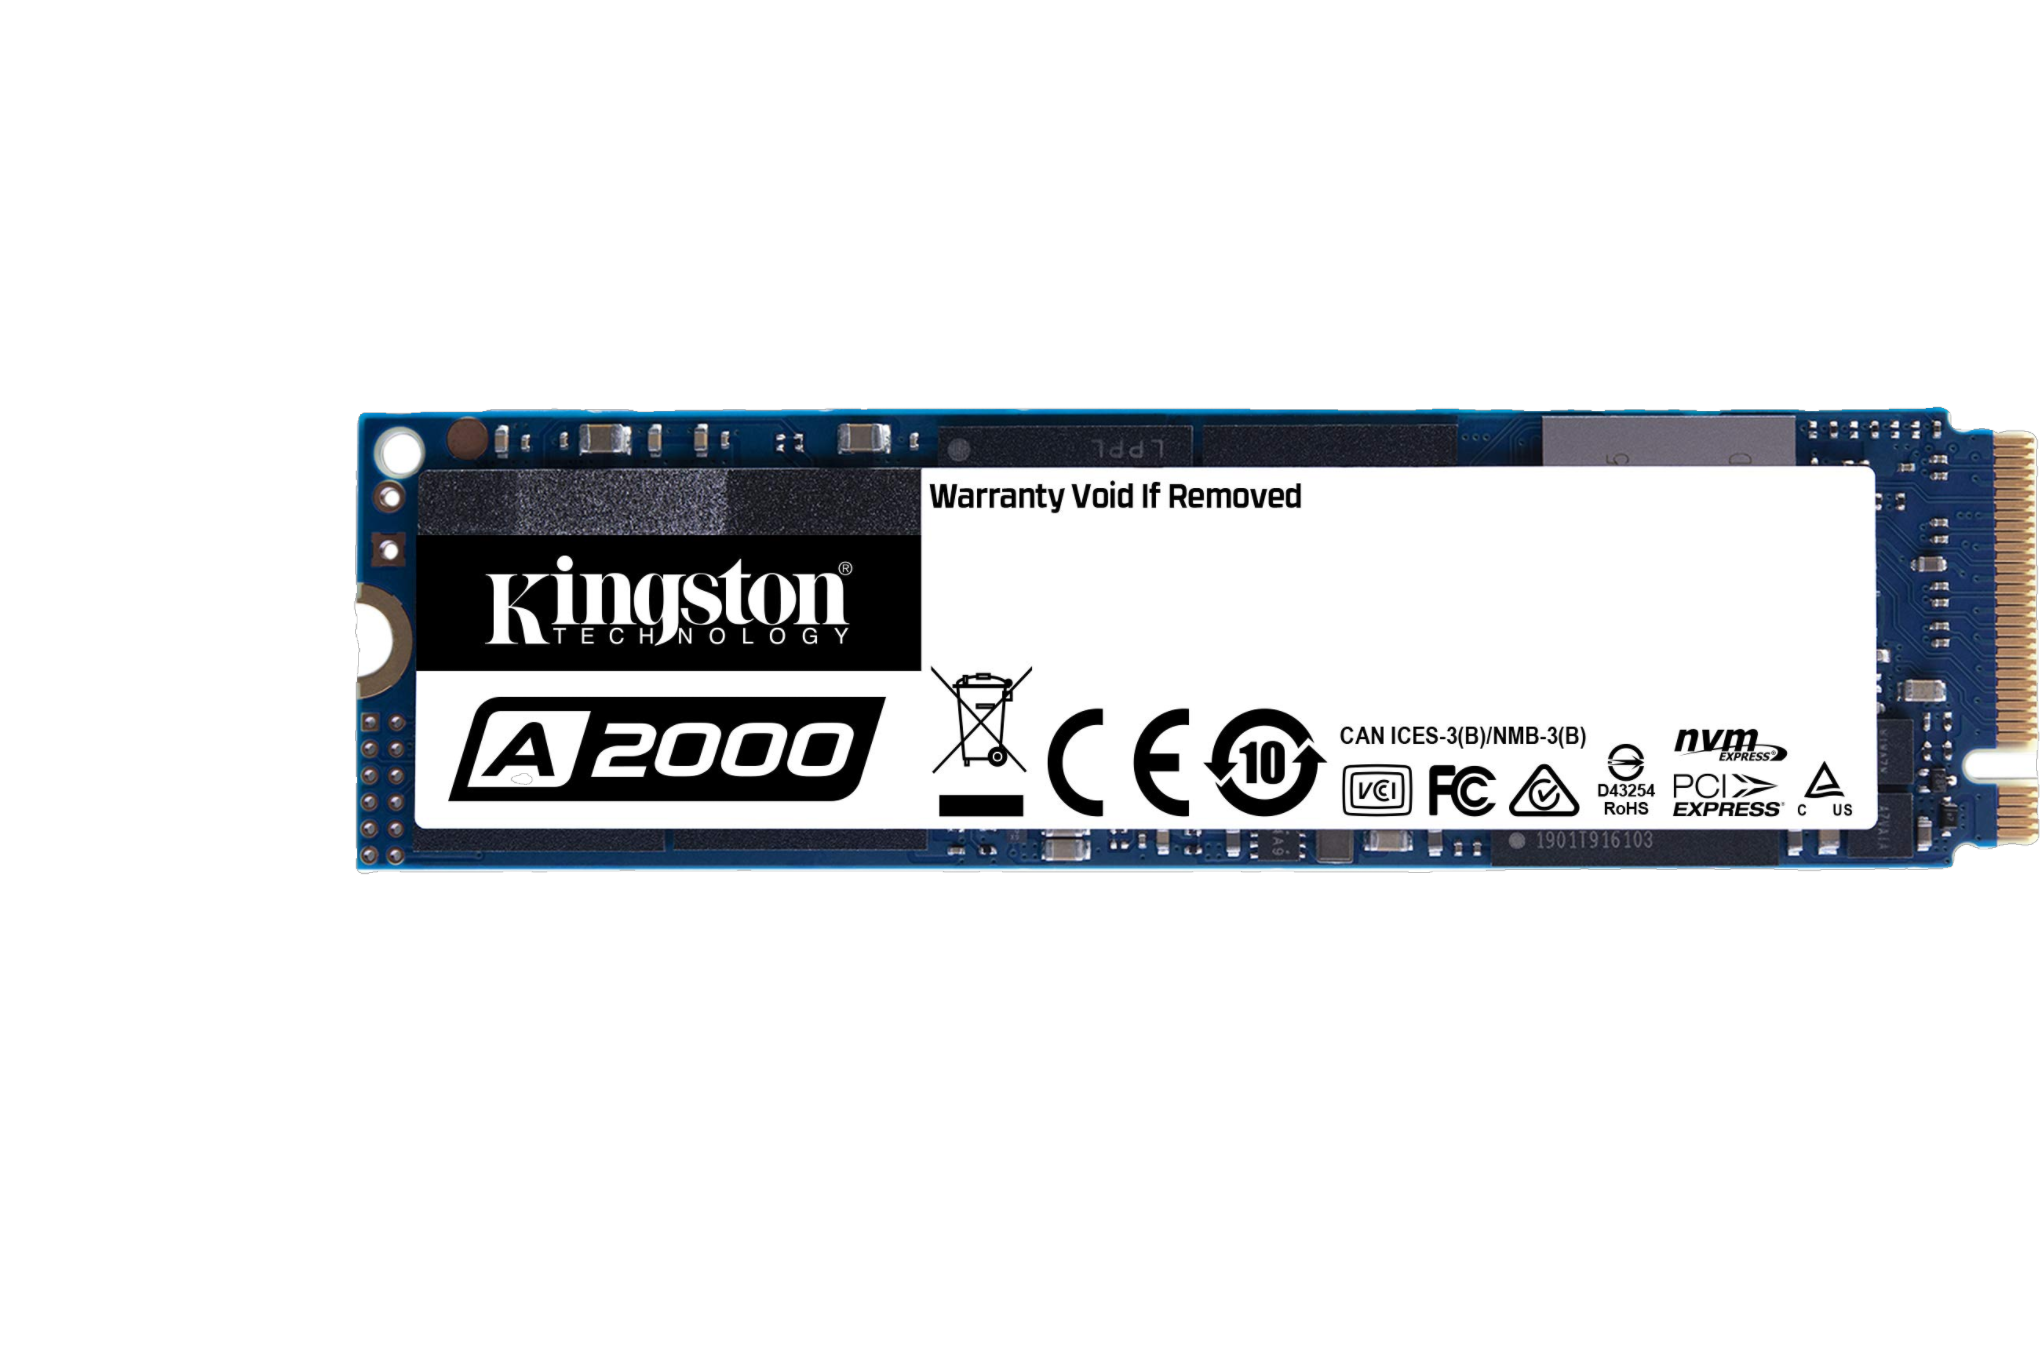 LPPL
Warranty Void If Removed
Kingston®
TECHNOLOGY
A2000
10
CAN ICES-3(B)/NMB-3(B)
VCI
FC
D43254
RoHS
nvm
EXPRESS®
PCI
EXPRESS®
C US
1901T916103